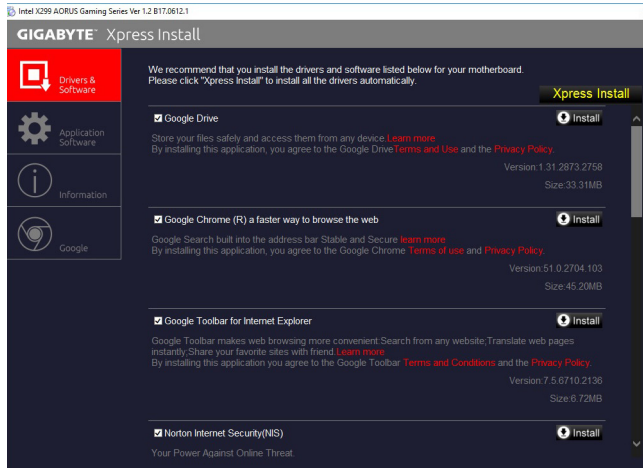 Intel X299 AORUS Gaming Series Ver 1.2 B17.0612.1
GIGABYTE™ Xpress Install
Drivers &
Software
Application
Software
Information
Google
We recommend that you install the drivers and software listed below for your motherboard.
Please click "Xpress Install" to install all the drivers automatically.
Xpress Install
Google Drive
Install
Store your files safely and access them from any device.Learn more
By installing this application, you agree to the Google DriveTerms and Use and the Privacy Policy.
Version:1.31.2873.2758
Size:33.31MB
Google Chrome (R) a faster way to browse the web
Install
Google Search built into the address bar Stable and Secure learn more
By installing this application, you agree to the Google Chrome Terms of use and Privacy Policy.
Version:51.0.2704.103
Size:45.20MB
Google Toolbar for Internet Explorer
Install
Google Toolbar makes web browsing more convenient.Search from any website;Translate web pages
instantly;Share your favorite sites with friend.Learn more
By installing this application you agree to the Google Toolbar Terms and Conditions and the Privacy Policy.
Version:7.5.6710.2136
Size:6.72MB
Norton Internet Security(NIS)
Install
Your Power Against Online Threat.